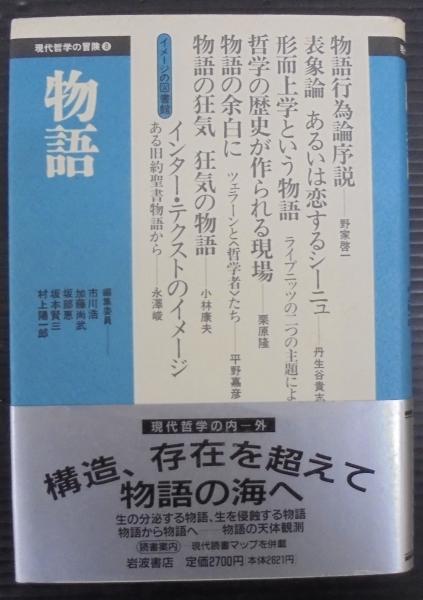 現代哲学の冒険⑧
物語
物語行為論序説――野家啓一
表象論 あるいは恋するシーニュ――丹生谷貴志
形而上学という物語 ライプニッツの二つの主題によ
哲学の歴史が作られる現場――栗原隆
物語の余白に ツェラーンと〈哲学者〉たち――平野嘉彦
物語の狂気 狂気の物語――小林康夫
イメージの図書館
インター・テクストのイメージ
ある旧約聖書物語から――永澤峻
編集委員――
市川浩
加藤尚武
坂部恵
坂本賢三
村上陽一郎
現代哲学の内―外
構造、存在を超えて
物語の海へ
生の分泌する物語、生を侵蝕する物語
物語から物語へ――物語の天体観測
読書案内――現代読書マップを併載
岩波書店 定価2700円(本体2621円)